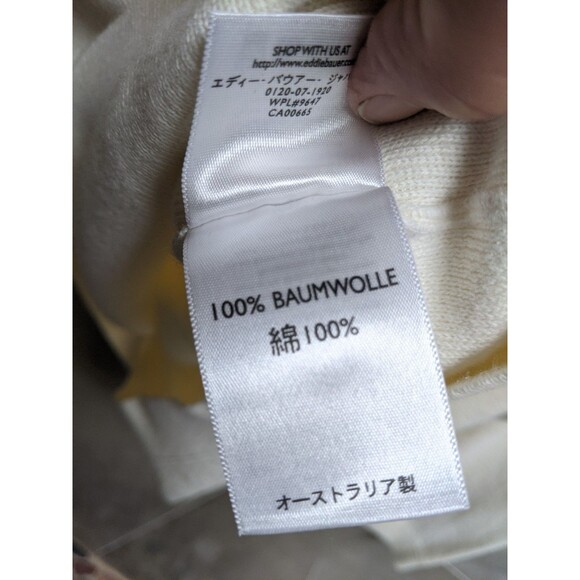 SHOP WITH US AT
http://www.eddiebauer.co
エディー・バウアー・ジャパ
0120-07-1920
WPL#9647
CA00665
100% BAUMWOLLE
綿100%
オーストラリア製